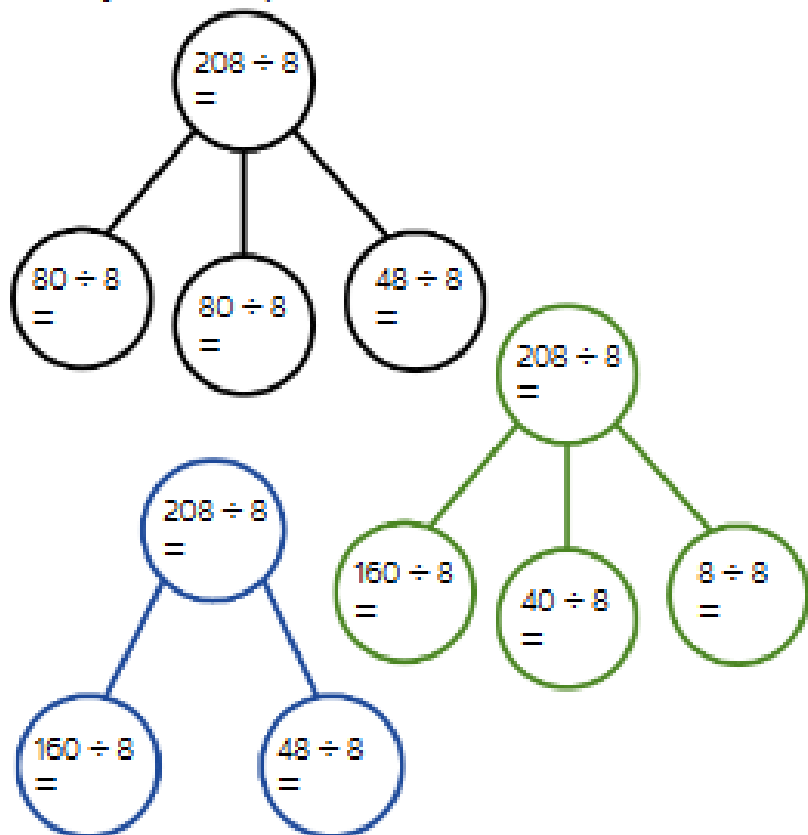 208 ÷ 8
=
80 ÷ 8
=
80 ÷ 8
=
48 ÷ 8
=
208 ÷ 8
=
160 ÷ 8
=
40 ÷ 8
=
8 ÷ 8
=
208 ÷ 8
=
160 ÷ 8
=
48 ÷ 8
=